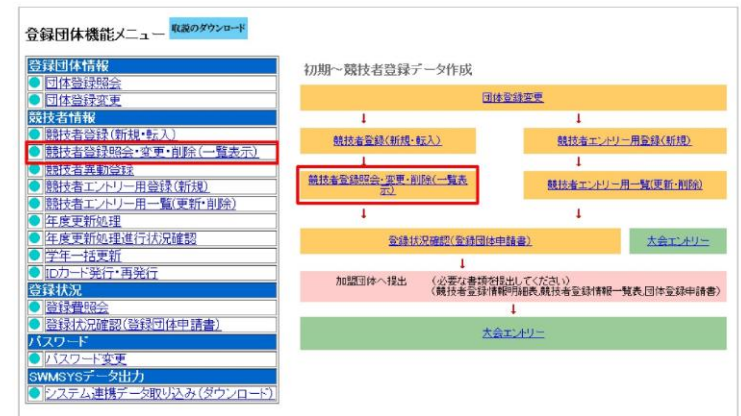 登録団体機能メニュー 取説のダウンロード
登録団体情報
団体登録照会
団体登録変更
競技者情報
競技者登録(新規・転入)
競技者登録照会・変更・削除(一覧表示)
競技者異動登録
競技者エントリー用登録(新規)
競技者エントリー用一覧(更新・削除)
年度更新処理
年度更新処理進行状況確認
学年一括更新
IDカード発行・再発行
登録状況
登録費照会
登録状況確認(登録団体申請書)
パスワード
パスワード変更
SWMSYSデータ出力
システム連携データ取り込み(ダウンロード)
初期～競技者登録データ作成
団体登録変更
↓ ↓
競技者登録(新規・転入) 競技者エントリー用登録(新規)
↓ ↓
競技者登録照会・変更・削除(一覧表
示)
競技者エントリー用一覧(更新・削除)
↓ ↓
登録状況確認(登録団体申請書) 大会エントリー
↓
加盟団体へ提出 (必要な書類を提出してください)
(競技者登録情報明細表,競技者登録情報一覧表,団体登録申請書)
↓
大会エントリー